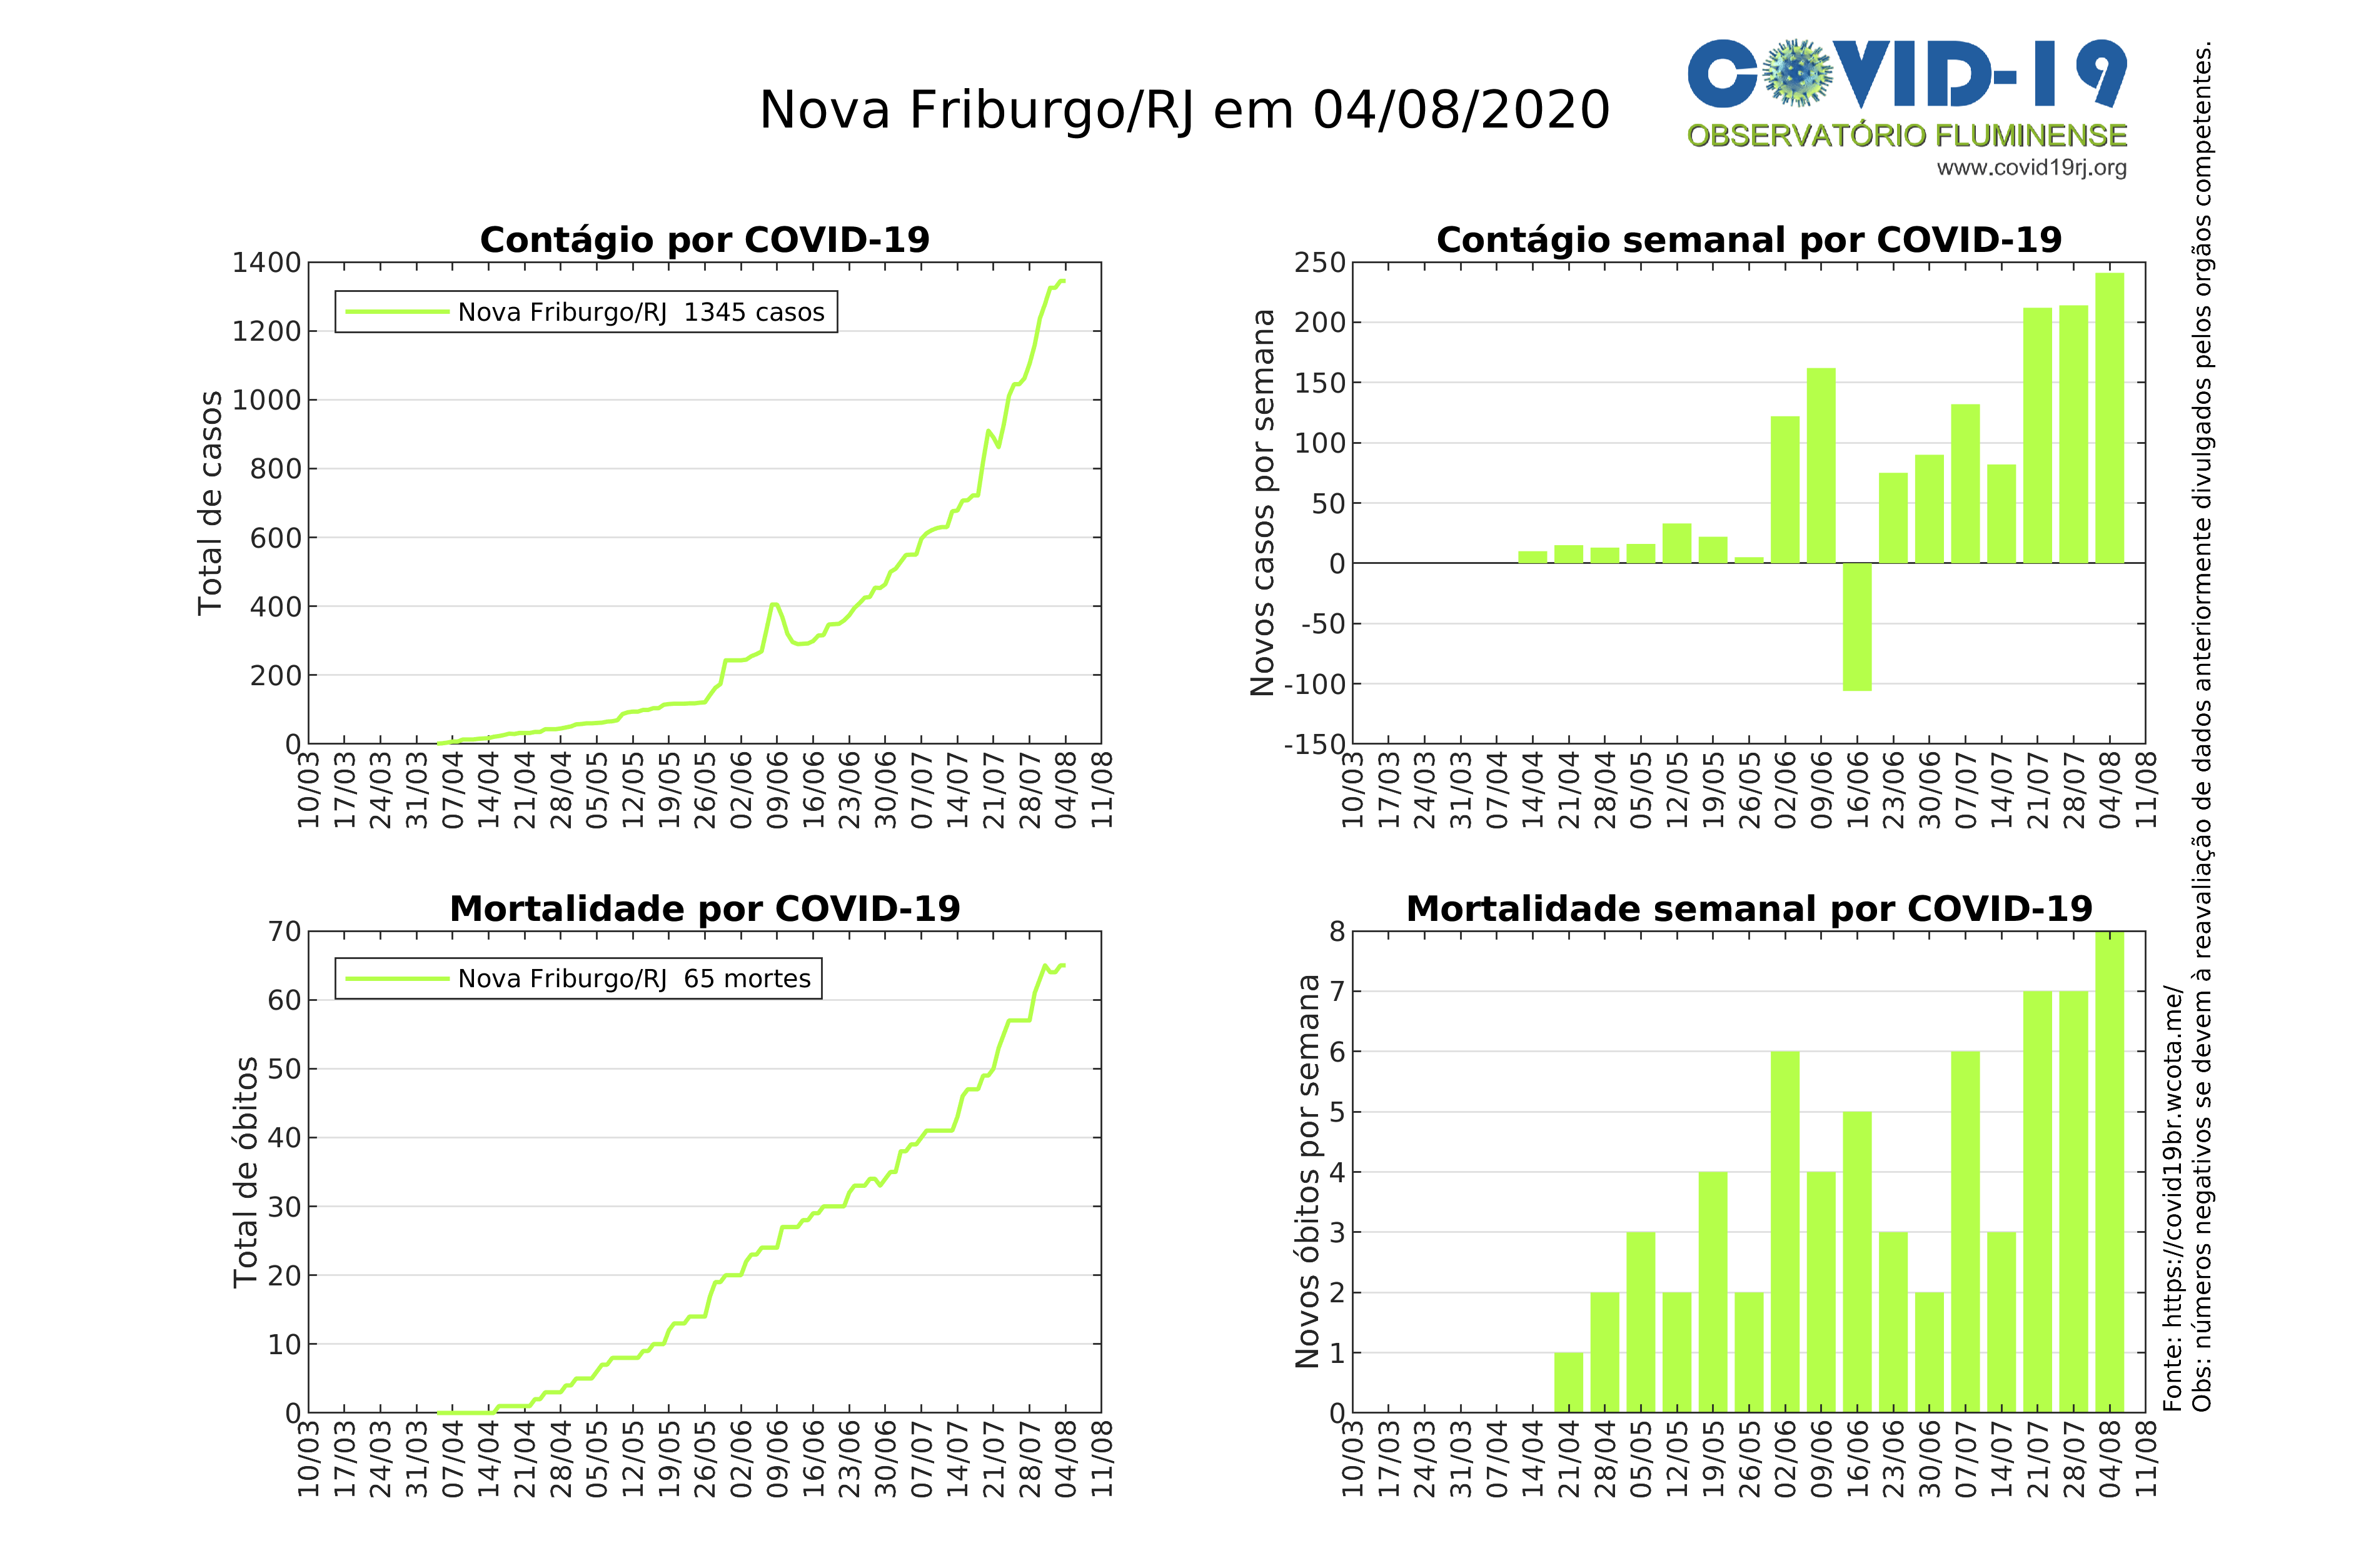 Nova Friburgo/RJ em 04/08/2020
COVID-19
OBSERVATÓRIO FLUMINENSE
www.covid19rj.org
Contágio por COVID-19
Total de casos
1400
1200
1000
800
600
400
200
0
Nova Friburgo/RJ 1345 casos
10/03 17/03 24/03 31/03 07/04 14/04 21/04 28/04 05/05 12/05 19/05 26/05 02/06 09/06 16/06 23/06 30/06 07/07 14/07 21/07 28/07 04/08 11/08
Contágio semanal por COVID-19
Novos casos por semana
250
200
150
100
50
0
-50
-100
-150
10/03 17/03 24/03 31/03 07/04 14/04 21/04 28/04 05/05 12/05 19/05 26/05 02/06 09/06 16/06 23/06 30/06 07/07 14/07 21/07 28/07 04/08 11/08
Mortalidade por COVID-19
Total de óbitos
70
60
50
40
30
20
10
0
Nova Friburgo/RJ 65 mortes
10/03 17/03 24/03 31/03 07/04 14/04 21/04 28/04 05/05 12/05 19/05 26/05 02/06 09/06 16/06 23/06 30/06 07/07 14/07 21/07 28/07 04/08 11/08
Mortalidade semanal por COVID-19
Novos óbitos por semana
8
7
6
5
4
3
2
1
0
10/03 17/03 24/03 31/03 07/04 14/04 21/04 28/04 05/05 12/05 19/05 26/05 02/06 09/06 16/06 23/06 30/06 07/07 14/07 21/07 28/07 04/08 11/08
Fonte: https://covid19br.wcota.me/
Obs: números negativos se devem à reavaliação de dados anteriormente divulgados pelos orgãos competentes.